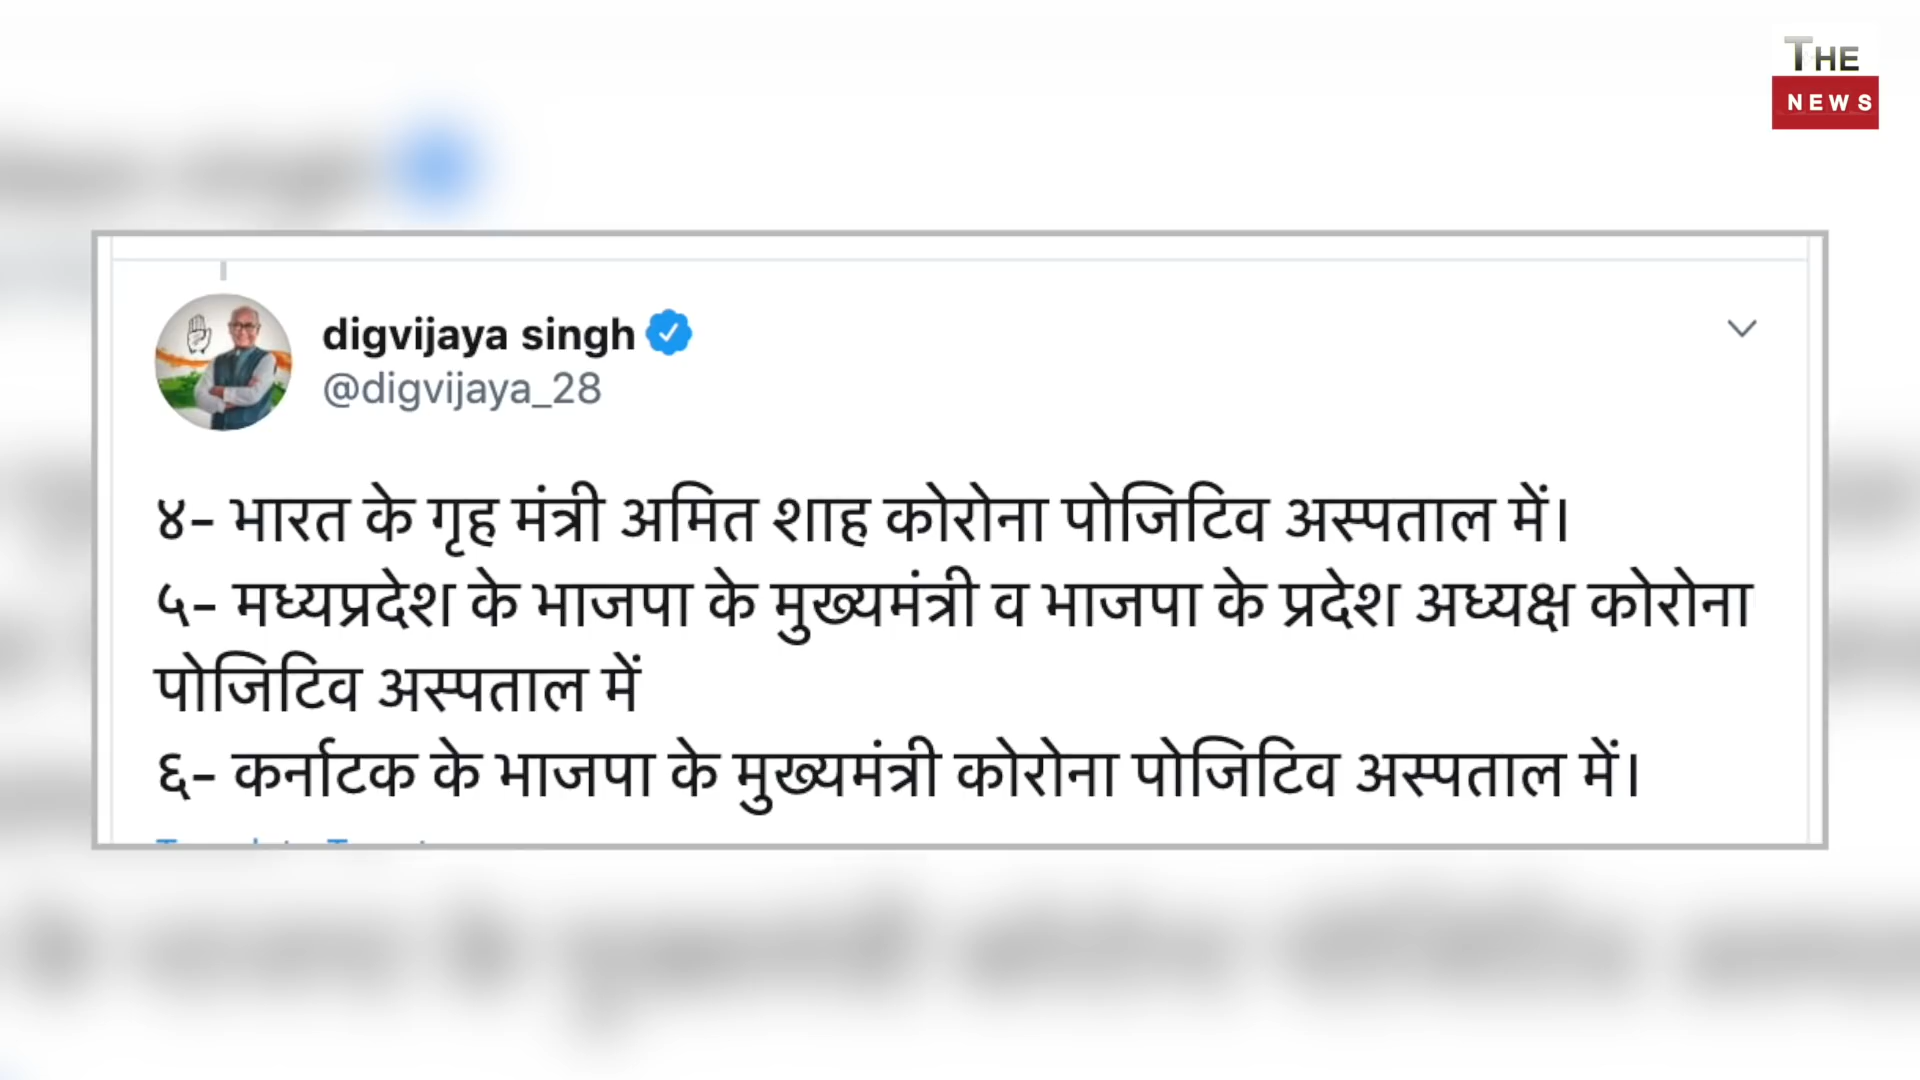 THE
NEWS
digvijaya singh
@digvijaya_28
४- भारत के गृह मंत्री अमित शाह कोरोना पोजिटिव अस्पताल में।
५- मध्यप्रदेश के भाजपा के मुख्यमंत्री व भाजपा के प्रदेश अध्यक्ष कोरोना
पोजिटिव अस्पताल में
६- कर्नाटक के भाजपा के मुख्यमंत्री कोरोना पोजिटिव अस्पताल में।